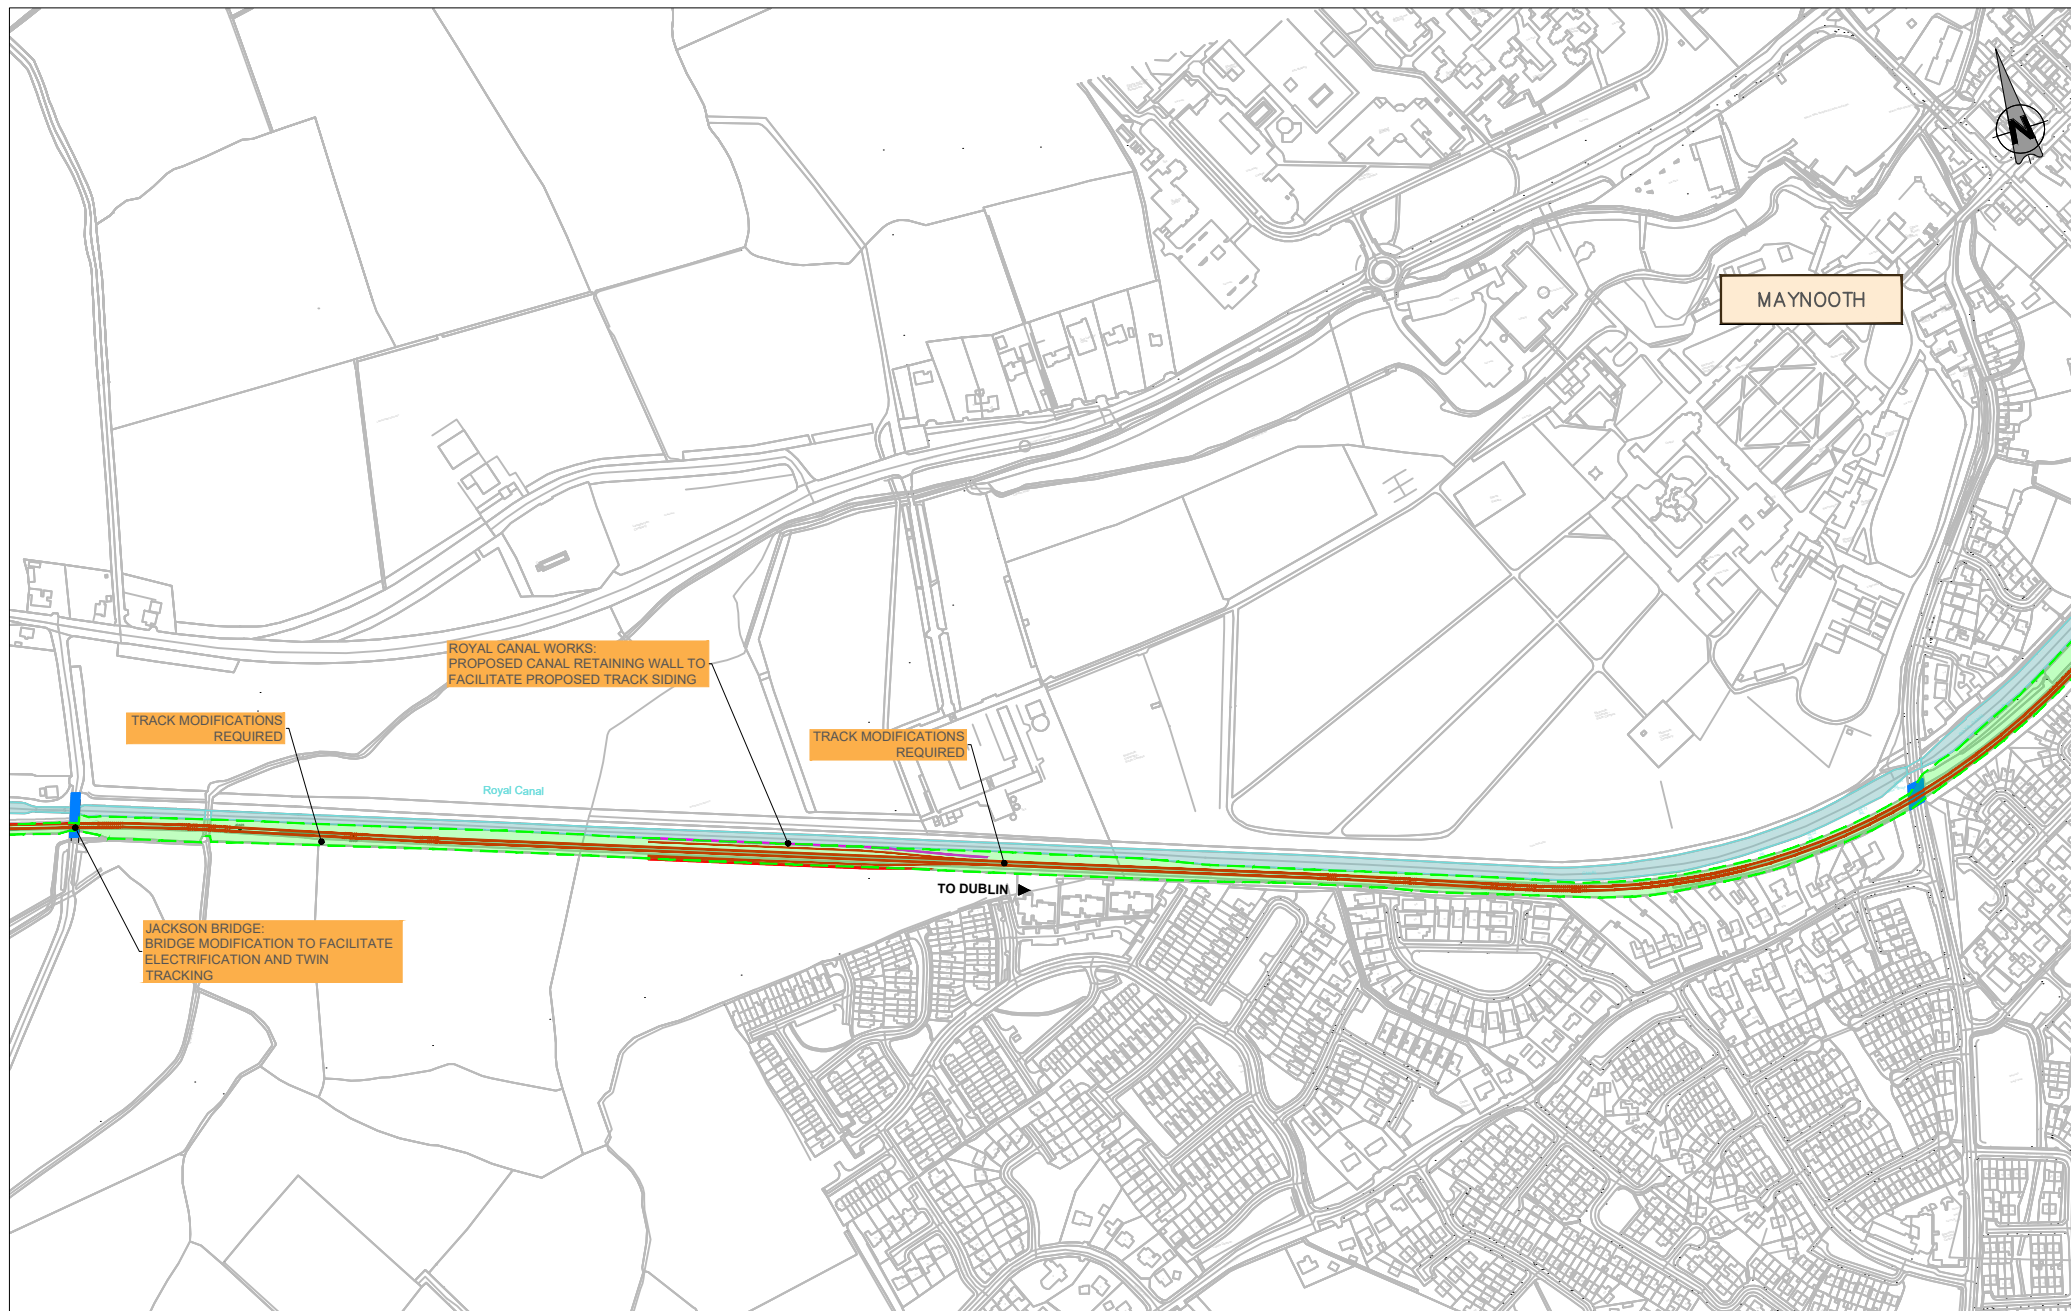 N
MAYNOOTH
ROYAL CANAL WORKS:
PROPOSED CANAL RETAINING WALL TO
FACILITATE PROPOSED TRACK SIDING
TRACK MODIFICATIONS
REQUIRED
TRACK MODIFICATIONS
REQUIRED
Royal Canal
TO DUBLIN
JACKSON BRIDGE:
BRIDGE MODIFICATION TO FACILITATE
ELECTRIFICATION AND TWIN
TRACKING